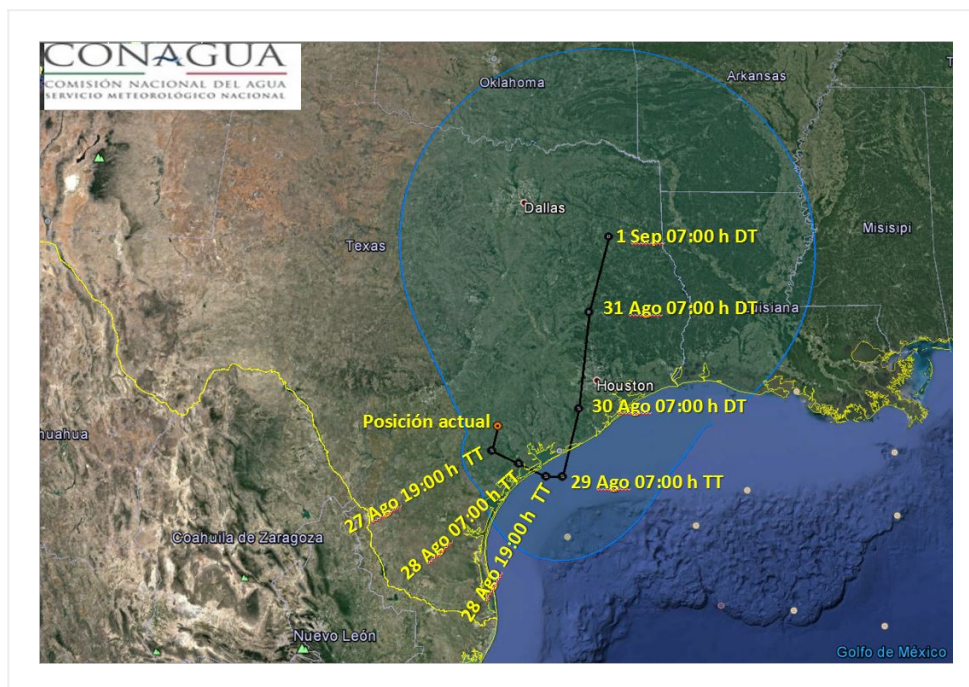 CONAGUA
COMISIÓN NACIONAL DEL AGUA
SERVICIO METEOROLÓGICO NACIONAL
Oklahoma
Arkansas
Dallas
Misisipi
Texas
1 Sep 07:00 h DT
31 Ago 07:00 h DT
uisiana
Houston
30 Ago 07:00 h DT
Posición actual
huahua
27 Ago 19:00 h TT
28 Ago 07:00 h TT
28 Ago 19:00 h TT
29 Ago 07:00 h TT
Coahuila de Zaragoza
Nuevo León
Golfo de México